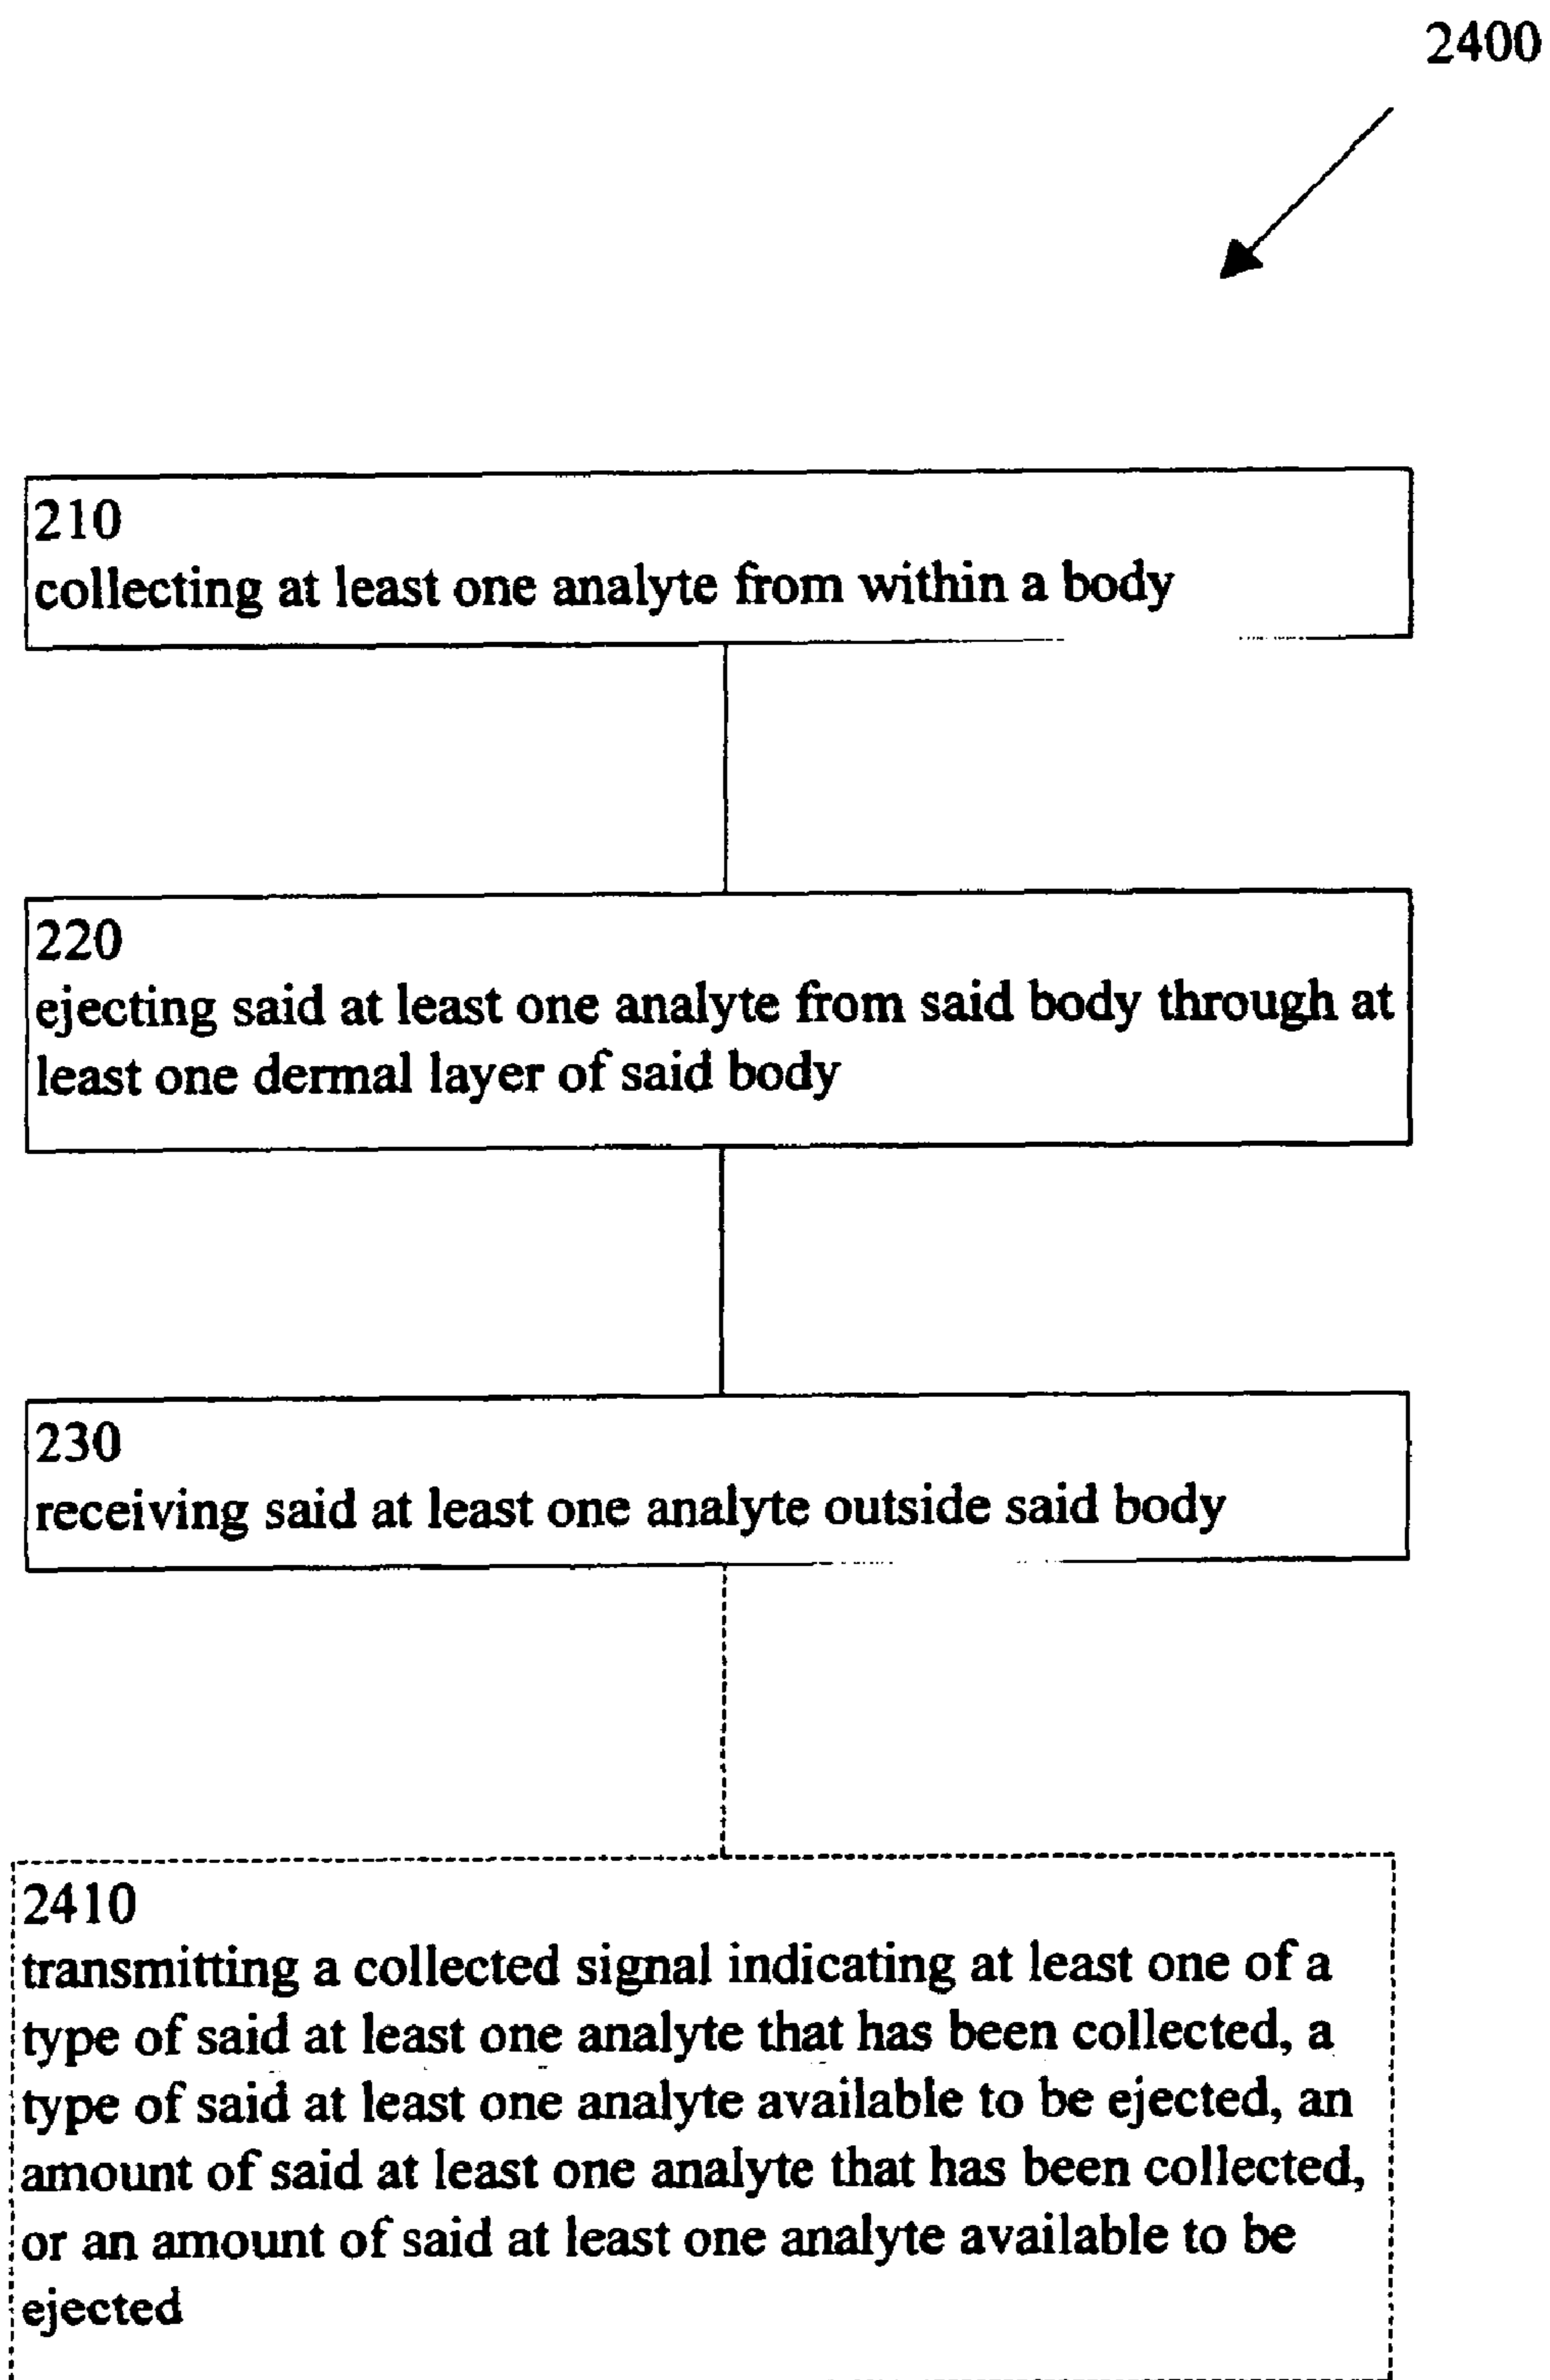 2400
210
collecting at least one analyte from within a body
220
ejecting said at least one analyte from said body through at
least one dermal layer of said body
230
receiving said at least one analyte outside said body
2410
transmitting a collected signal indicating at least one of a
type of said at least one analyte that has been collected, a
type of said at least one analyte available to be ejected, an
amount of said at least one analyte that has been collected,
or an amount of said at least one analyte available to be
ejected